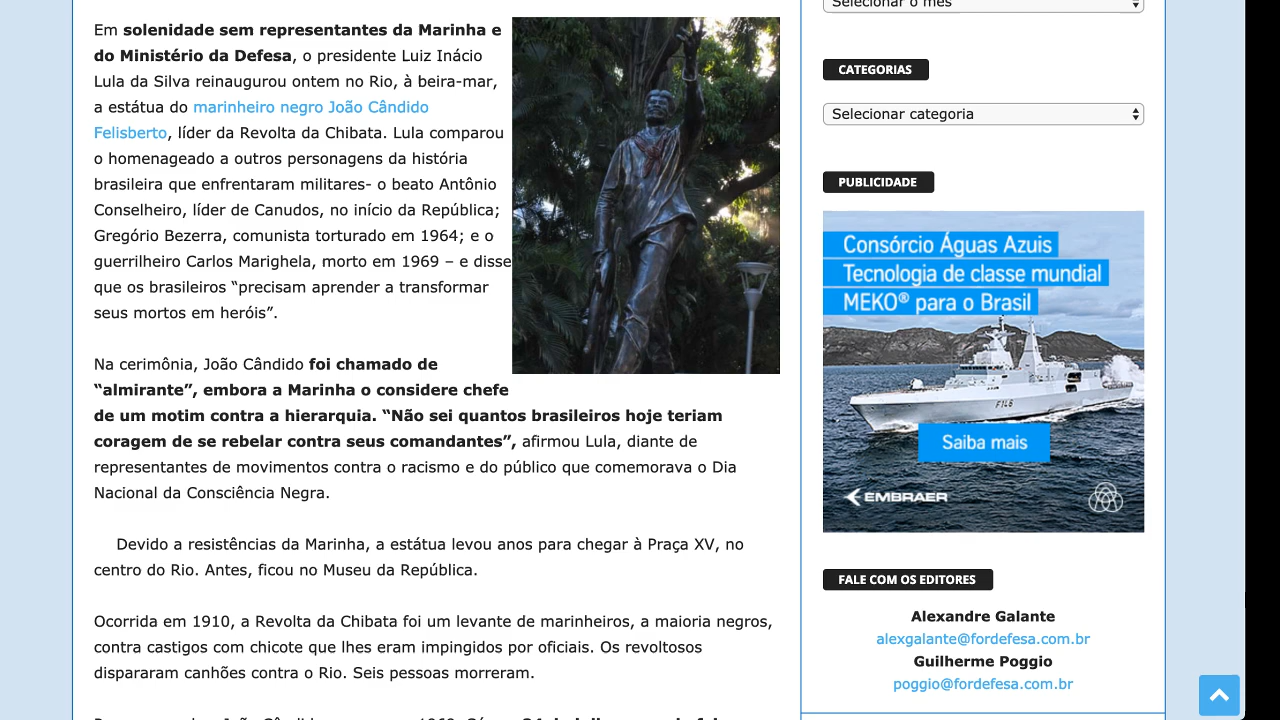 Em solenidade sem representantes da Marinha e
do Ministério da Defesa, o presidente Luiz Inácio
Lula da Silva reinaugurou ontem no Rio, à beira-mar,
a estátua do marinheiro negro João Cândido
Felisberto, líder da Revolta da Chibata. Lula comparou
o homenageado a outros personagens da história
brasileira que enfrentaram militares- o beato Antônio
Conselheiro, líder de Canudos, no início da República;
Gregório Bezerra, comunista torturado em 1964; e o
guerrilheiro Carlos Marighela, morto em 1969 – e disse
que os brasileiros “precisam aprender a transformar
seus mortos em heróis”.
Na cerimônia, João Cândido foi chamado de
“almirante”, embora a Marinha o considere chefe
de um motim contra a hierarquia. “Não sei quantos brasileiros hoje teriam
coragem de se rebelar contra seus comandantes”, afirmou Lula, diante de
representantes de movimentos contra o racismo e do público que comemorava o Dia
Nacional da Consciência Negra.
Devido a resistências da Marinha, a estátua levou anos para chegar à Praça XV, no
centro do Rio. Antes, ficou no Museu da República.
Ocorrida em 1910, a Revolta da Chibata foi um levante de marinheiros, a maioria negros,
contra castigos com chicote que lhes eram impingidos por oficiais. Os revoltosos
dispararam canhões contra o Rio. Seis pessoas morreram.
Selecionar o mês
CATEGORIAS
Selecionar categoria
PUBLICIDADE
Consórcio Águas Azuis
Tecnologia de classe mundial
MEKO® para o Brasil
F148
Saiba mais
EMBRAER
FALE COM OS EDITORES
Alexandre Galante
alexgalante@fordefesa.com.br
Guilherme Poggio
poggio@fordefesa.com.br